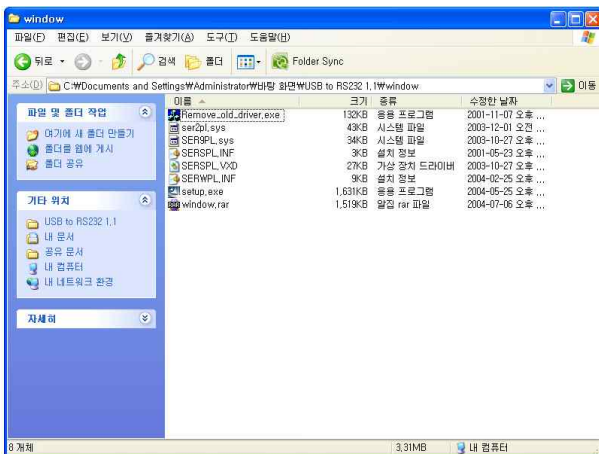 window
파일(F) 편집(E) 보기(V) 즐겨찾기(A) 도구(T) 도움말(H)
뒤로 검색 폴더 Folder Sync
주소(D) C:₩Documents and Settings₩Administrator₩바탕 화면₩USB to RS232 1,1₩window 이동
파일 및 폴더 작업
여기에 새 폴더 만들기
폴더를 웹에 게시
폴더 공유
기타 위치
USB to RS232 1,1
내 문서
공유 문서
내 컴퓨터
내 네트워크 환경
자세히
이름 크기 종류 수정한 날짜
Remove_old_driver,exe 132KB 응용 프로그램 2001-11-07 오후 ...
ser2pl,sys 43KB 시스템 파일 2003-12-01 오전 ...
SER9PL,sys 34KB 시스템 파일 2003-10-27 오후 ...
SERSPL,INF 3KB 설치 정보 2001-05-23 오후 ...
SERSPL,VXD 27KB 가상 장치 드라이버 2003-10-27 오후 ...
SERWPL,INF 9KB 설치 정보 2004-02-25 오후 ...
setup,exe 1,631KB 응용 프로그램 2004-05-25 오후 ...
window,rar 1,519KB 알집 rar 파일 2004-07-06 오후 ...
8 개체 3,31MB 내 컴퓨터